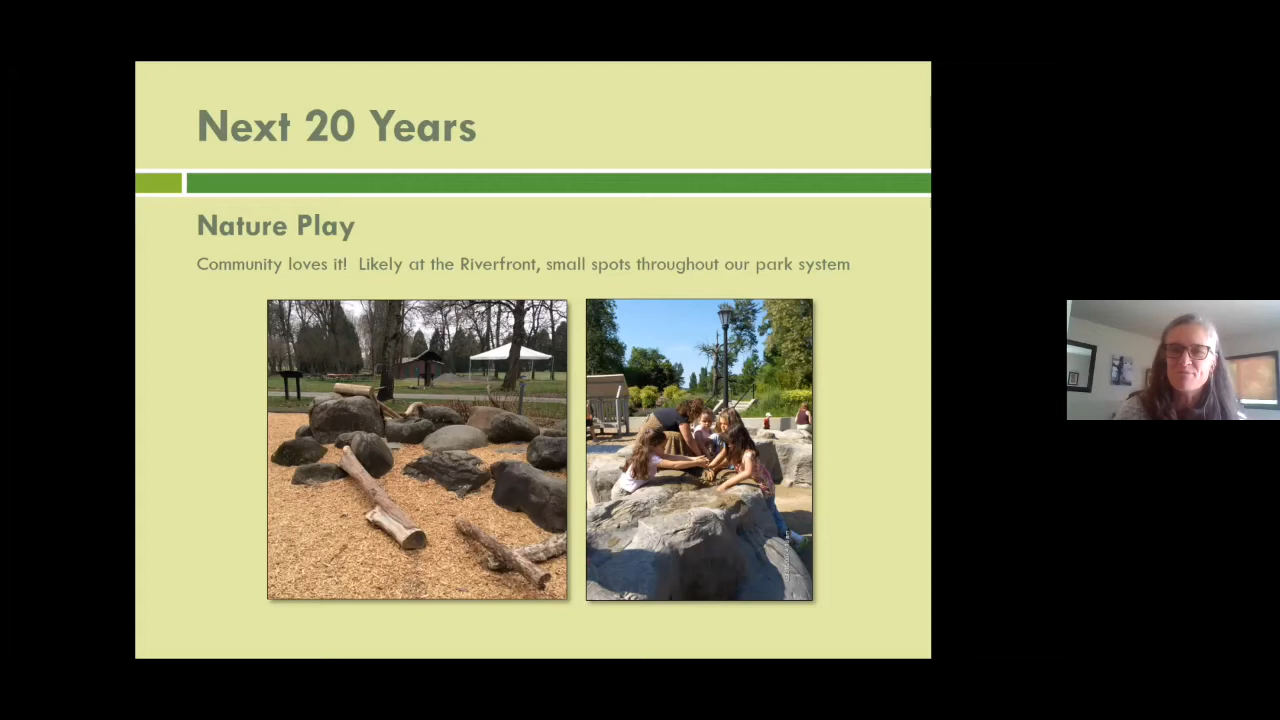 Next 20 Years
Nature Play
Community loves it!  Likely at the Riverfront, small spots throughout our park system